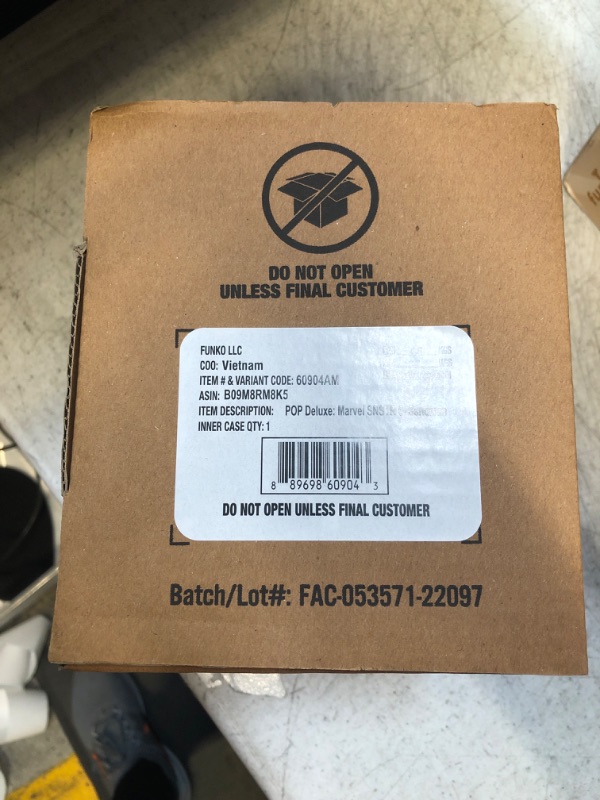 DO NOT OPEN
UNLESS FINAL CUSTOMER
FUNKO LLC
COO: Vietnam
ITEM # & VARIANT CODE: 60904AM
ASIN: B09M8RM8K5
ITEM DESCRIPTION: POP Deluxe: Marvel
INNER CASE QTY: 1
8 89698 60904 3
DO NOT OPEN UNLESS FINAL CUSTOMER
Batch/Lot#: FAC-053571-22097